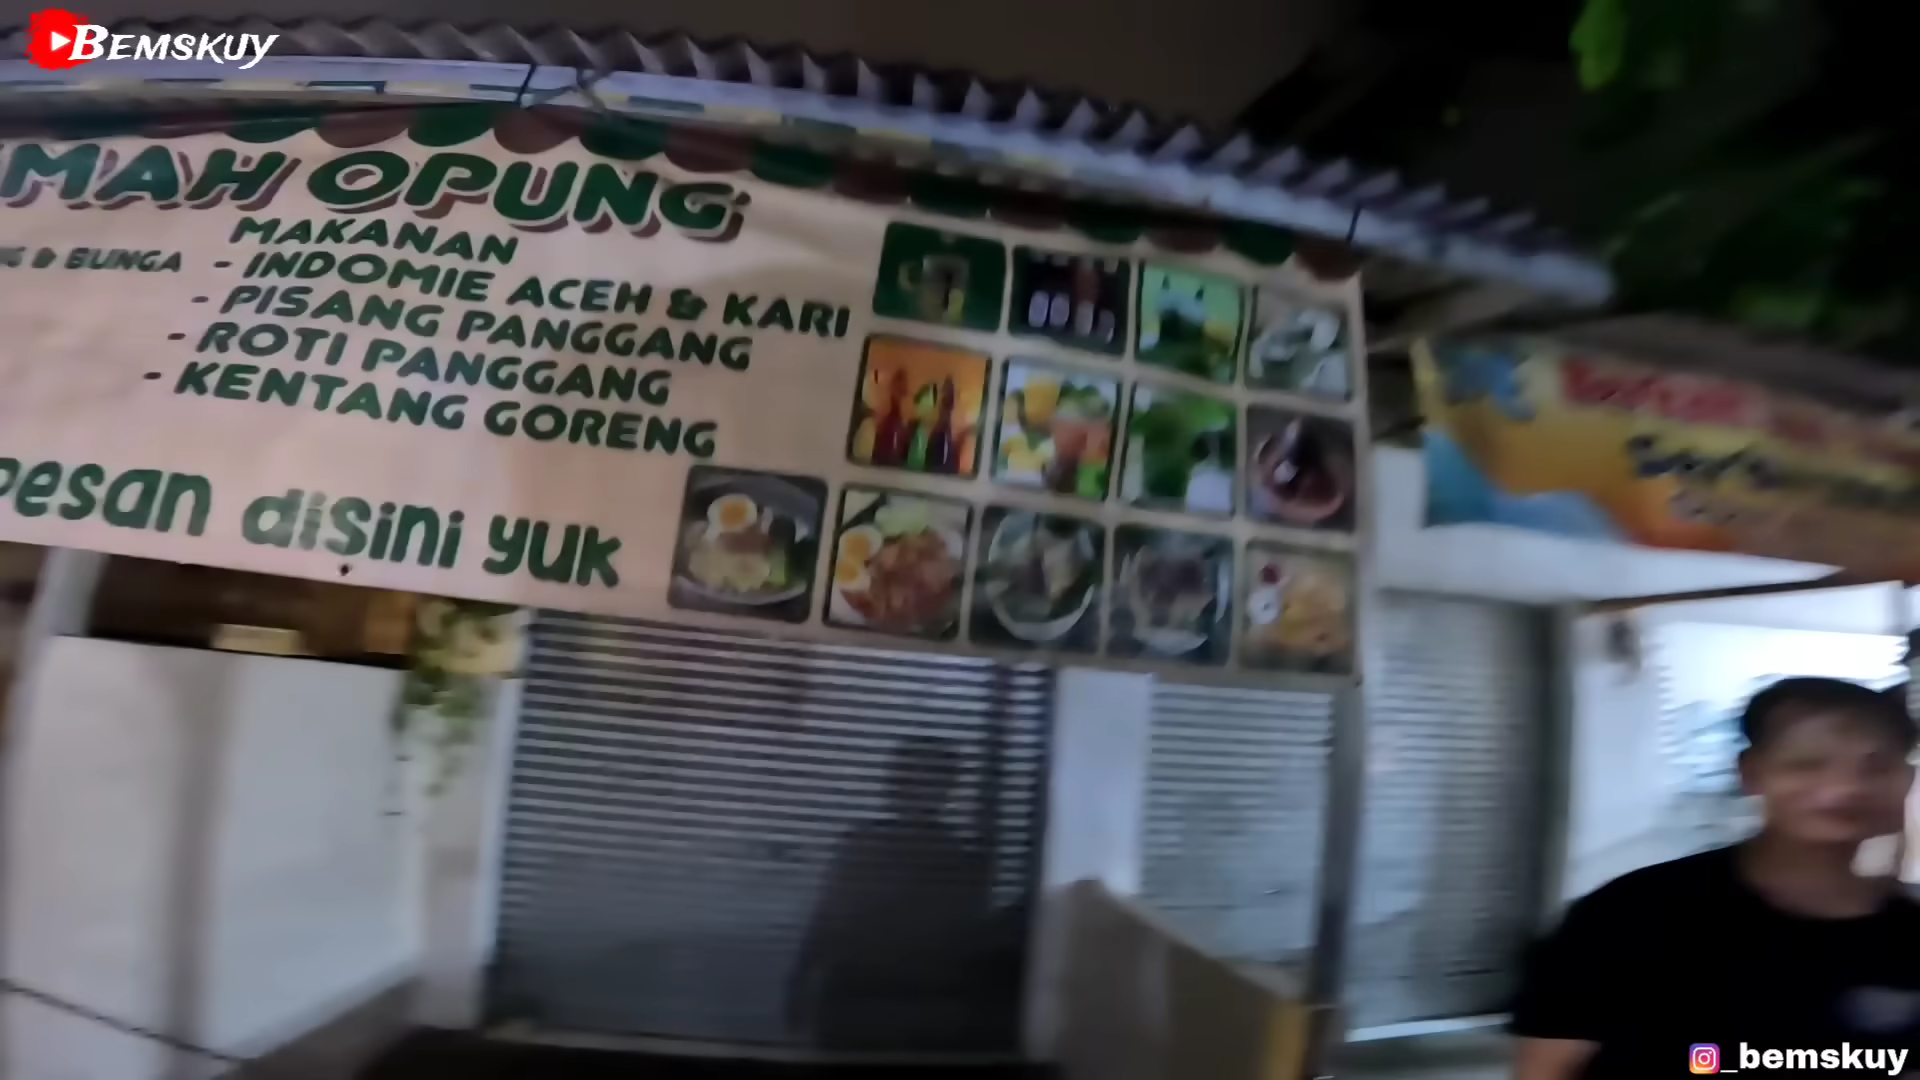 BEMSKUY
MAH OPUNG
MAKANAN
& BUNGA
- INDOMIE ACEH & KARI
- PISANG PANGGANG
- ROTI PANGGANG
- KENTANG GORENG
pesan disini yuk
_bemskuy